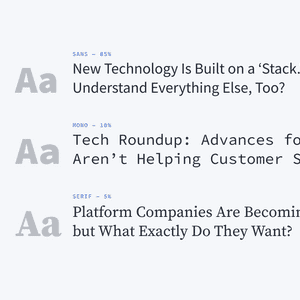 SANS — 85%
Aa
New Technology Is Built on a ‘Stack.
Understand Everything Else, Too?
MONO — 10%
Aa
Tech Roundup: Advances fo
Aren’t Helping Customer S
SERIF — 5%
Aa
Platform Companies Are Becomin
but What Exactly Do They Want?